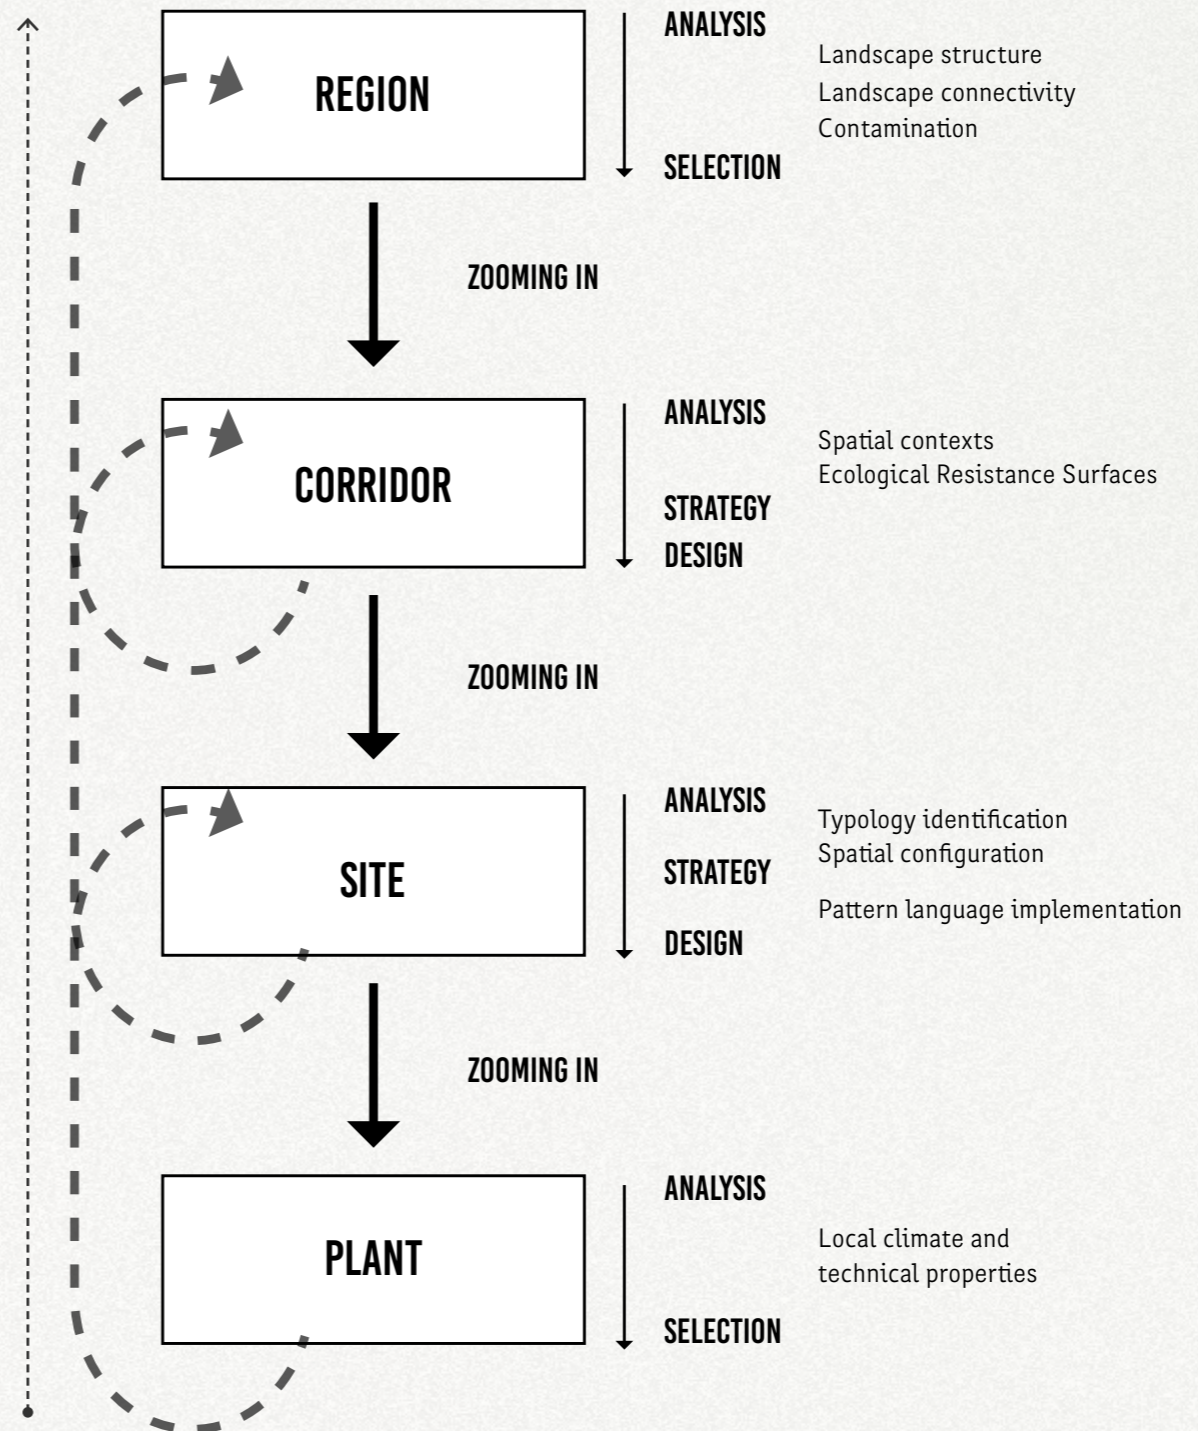 ANALYSIS
Landscape structure
REGION
Landscape connectivity
Contamination
SELECTION
ZOOMING IN
ANALYSIS
Spatial contexts
CORRIDOR
Ecological Resistance Surfaces
STRATEGY
DESIGN
ZOOMING IN
ANALYSIS
Typology identification
Spatial configuration
SITE
STRATEGY
Pattern language implementation
DESIGN
ZOOMING IN
ANALYSIS
Local climate and
PLANT
technical properties
SELECTION